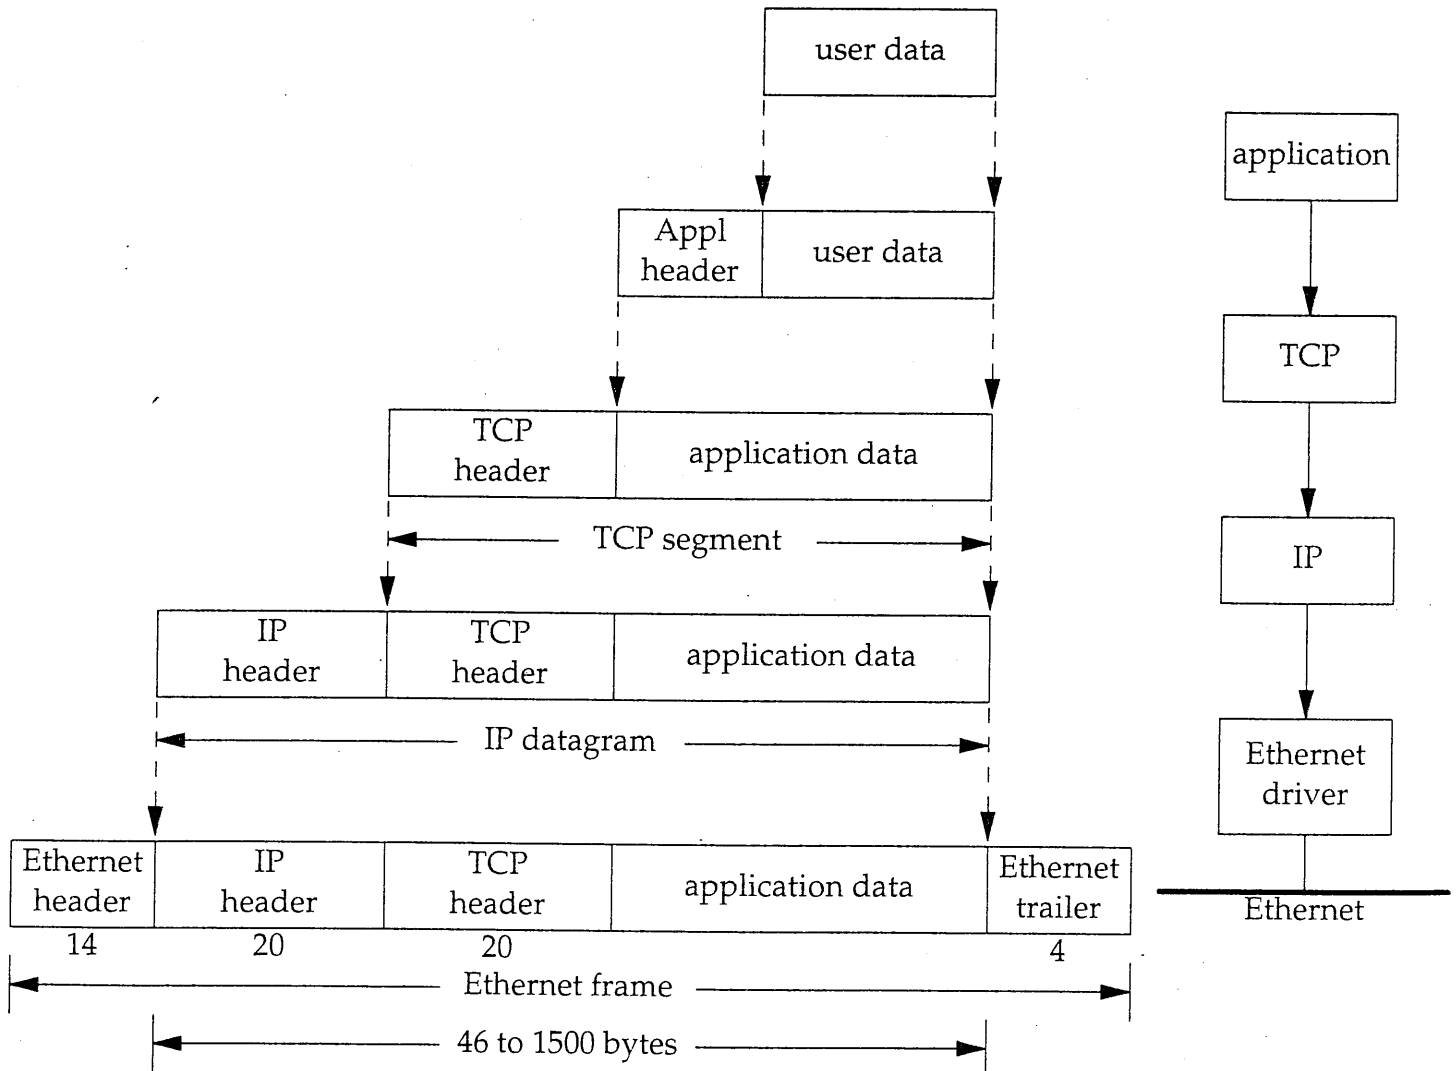 user data
application
Appl
header
user data
TCP
TCP
header
application data
TCP segment
IP
IP
header
TCP
header
application data
IP datagram
Ethernet
driver
Ethernet
header
IP
header
TCP
header
application data
Ethernet
trailer
Ethernet
14
20
20
4
Ethernet frame
46 to 1500 bytes